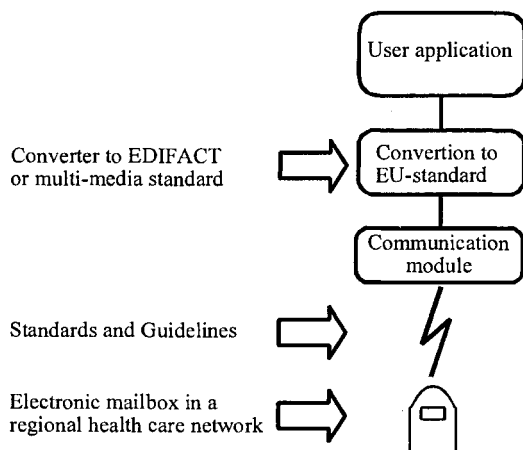 User application
Converter to EDIFACT
or multi-media standard
Convertion to
EU-standard
Communication
module
Standards and Guidelines
Electronic mailbox in a
regional health care network